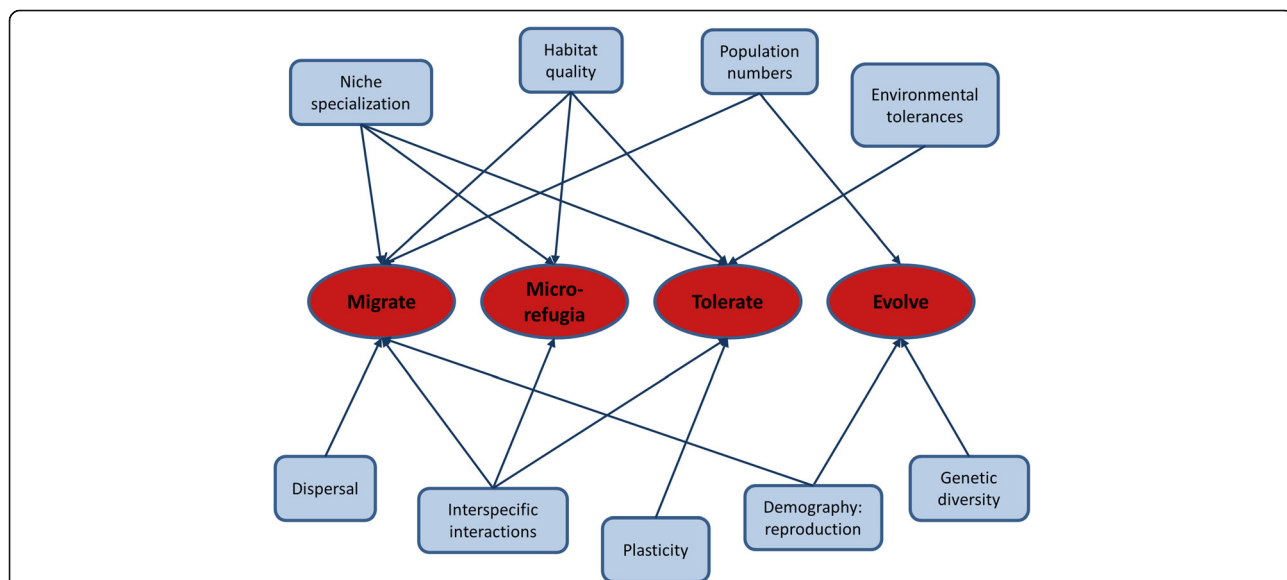 Niche
specialization
Habitat
quality
Population
numbers
Environmental
tolerances
Migrate
Micro-
refugia
Tolerate
Evolve
Dispersal
Interspecific
interactions
Plasticity
Demography:
reproduction
Genetic
diversity